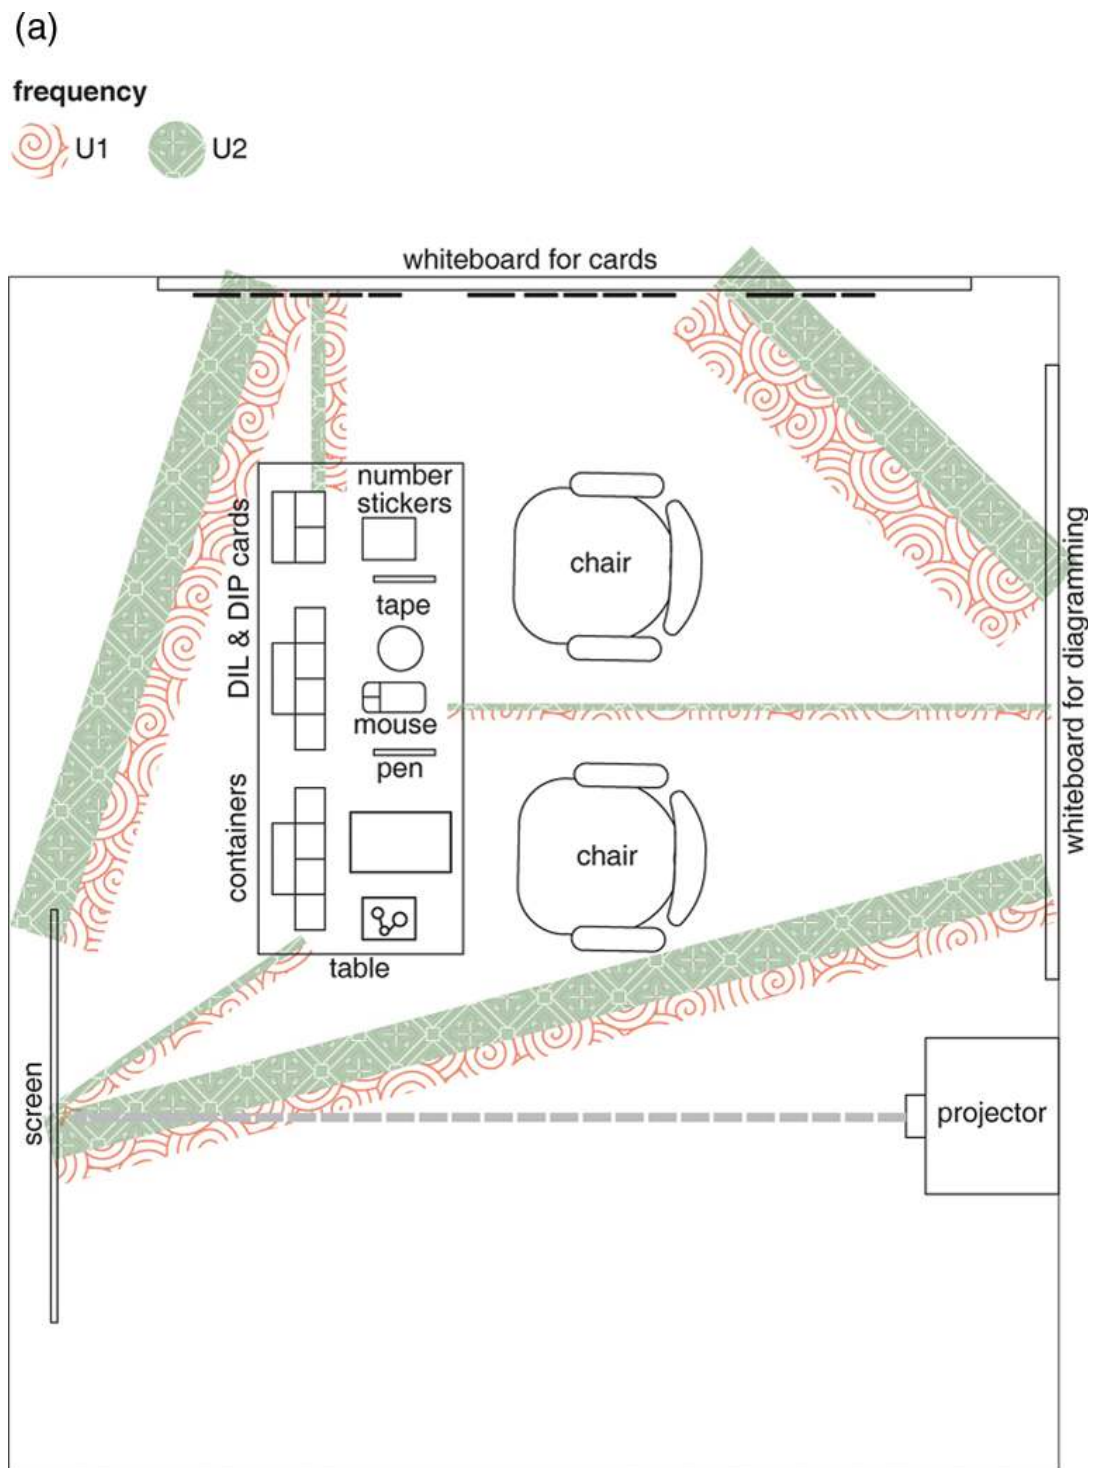 (a)
frequency
U1
U2
whiteboard for cards
number
stickers
DIL & DIP cards
chair
tape
whiteboard for diagramming
mouse
pen
containers
chair
table
screen
projector